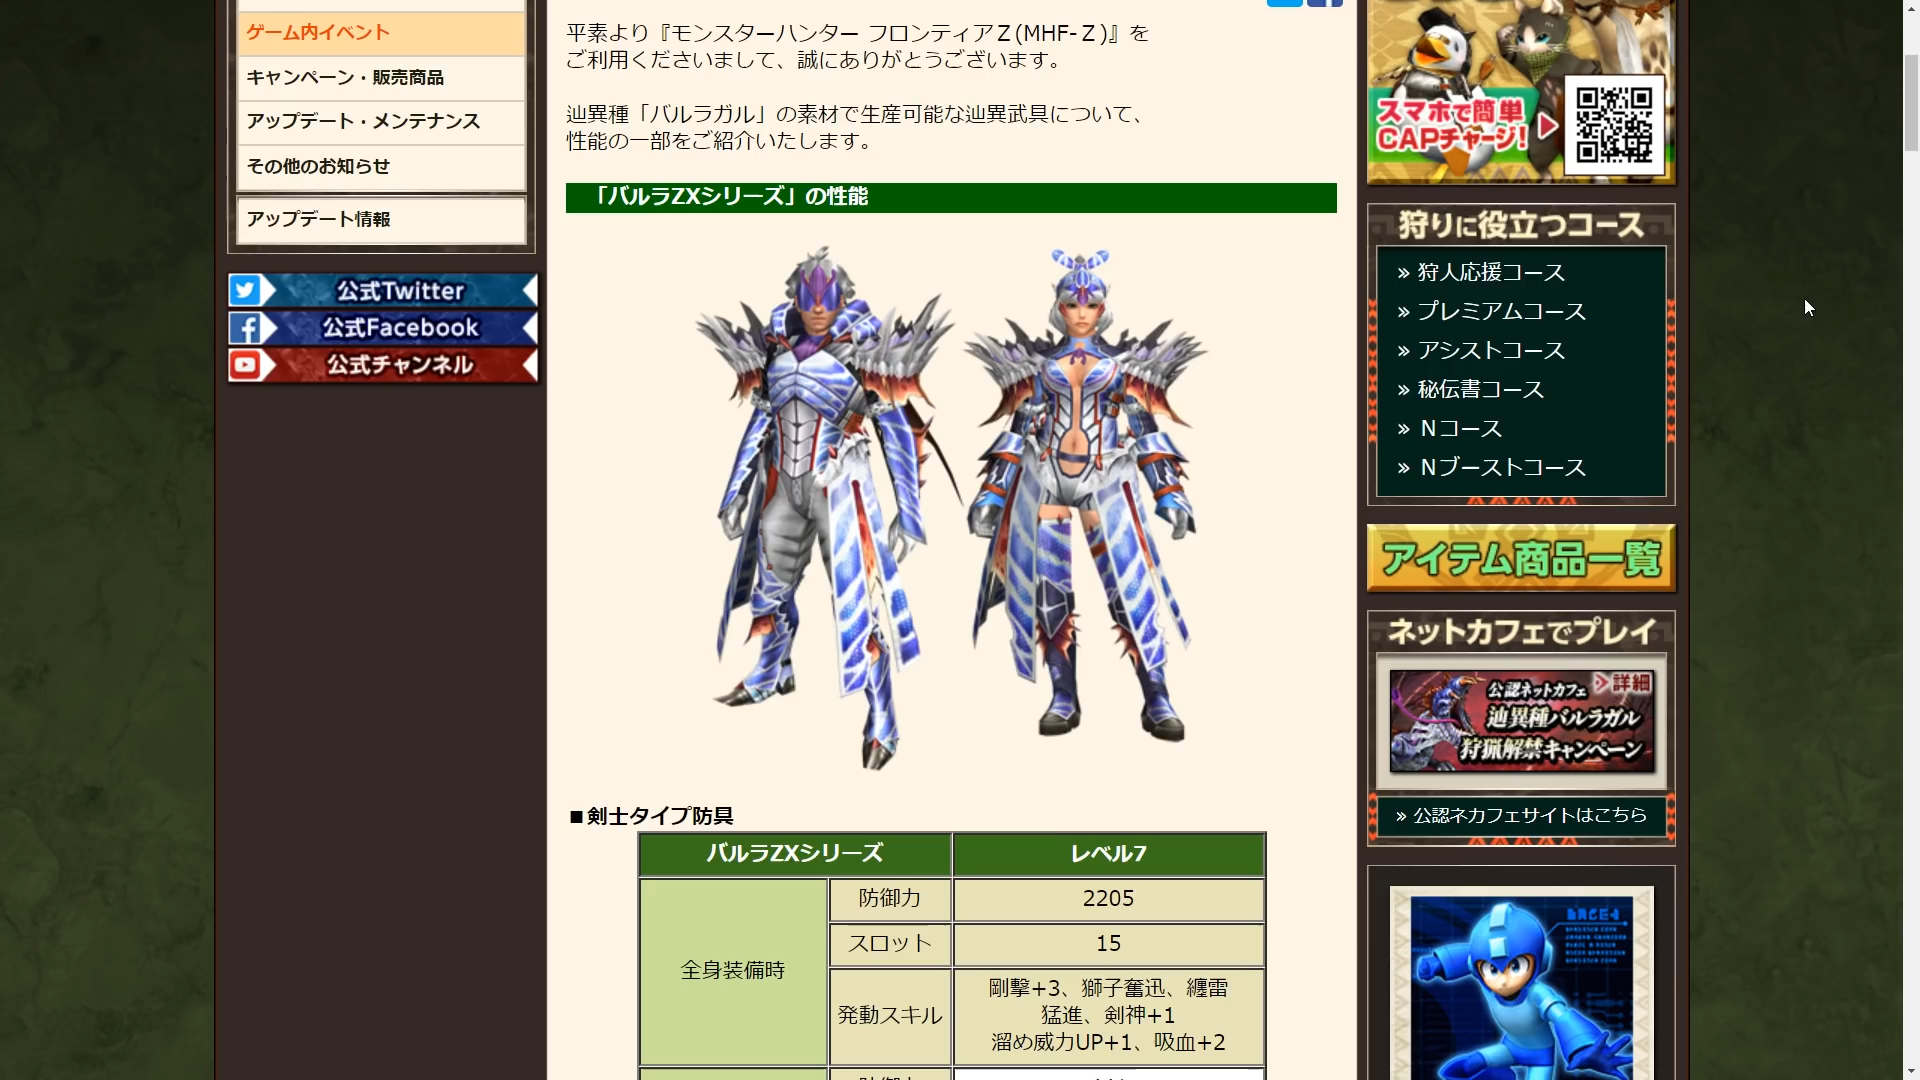 ゲーム内イベント
キャンペーン・販売商品
アップデート・メンテナンス
その他のお知らせ
アップデート情報
公式Twitter
公式Facebook
公式チャンネル
平素より『モンスターハンター フロンティアZ(MHF-Z)』を
ご利用くださいまして、誠にありがとうございます。
辿異種「バルラガル」の素材で生産可能な辿異武具について、
性能の一部をご紹介いたします。
「バルラZXシリーズ」の性能
■剣士タイプ防具
バルラZXシリーズ
レベル7
全身装備時
防御力
2205
スロット
15
発動スキル
剛撃+3、獅子奮迅、纏雷
猛進、剣神+1
溜め威力UP+1、吸血+2
スマホで簡単
CAPチャージ!
狩りに役立つコース
» 狩人応援コース
» プレミアムコース
» アシストコース
» 秘伝書コース
» Nコース
» Nブーストコース
アイテム商品一覧
ネットカフェでプレイ
公認ネットカフェ
詳細
辿異種バルラガル
狩猟解禁キャンペーン
» 公認ネカフェサイトはこちら